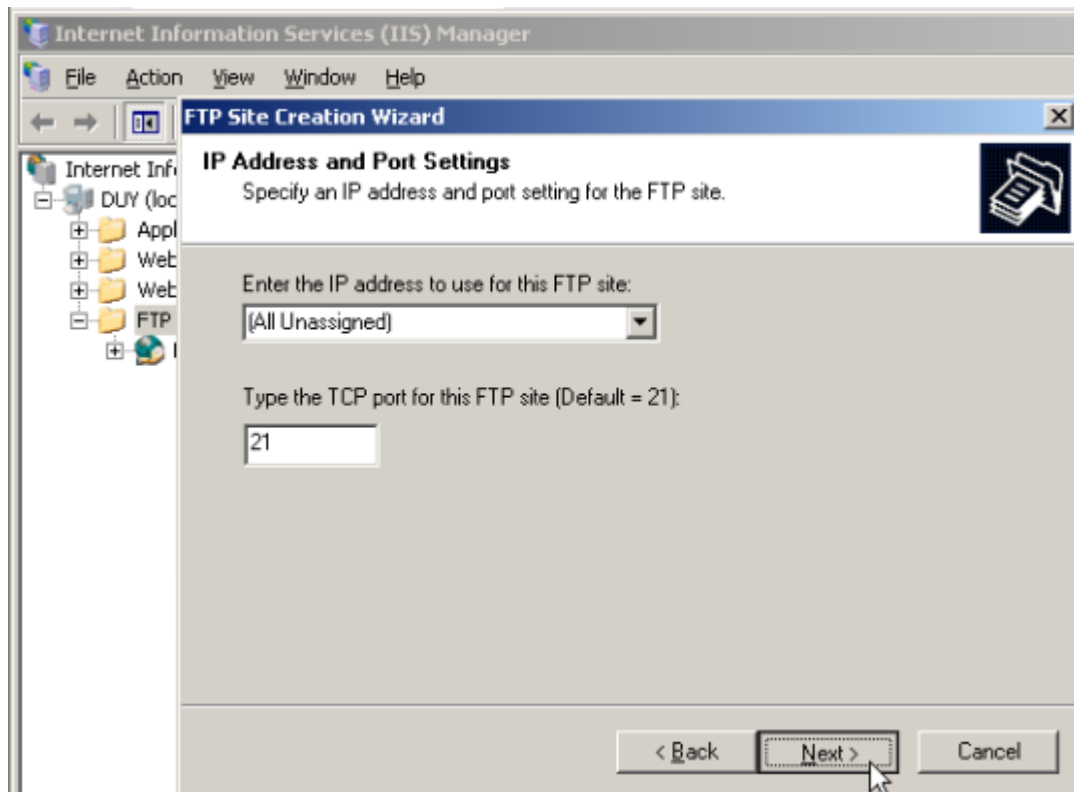 Internet Information Services (IIS) Manager
File Action View Window Help
FTP Site Creation Wizard
IP Address and Port Settings
Specify an IP address and port setting for the FTP site.
Internet Inf
DUY (loc
Appl
Web
Web
FTP
Enter the IP address to use for this FTP site:
(All Unassigned)
Type the TCP port for this FTP site (Default = 21):
21
< Back Next > Cancel